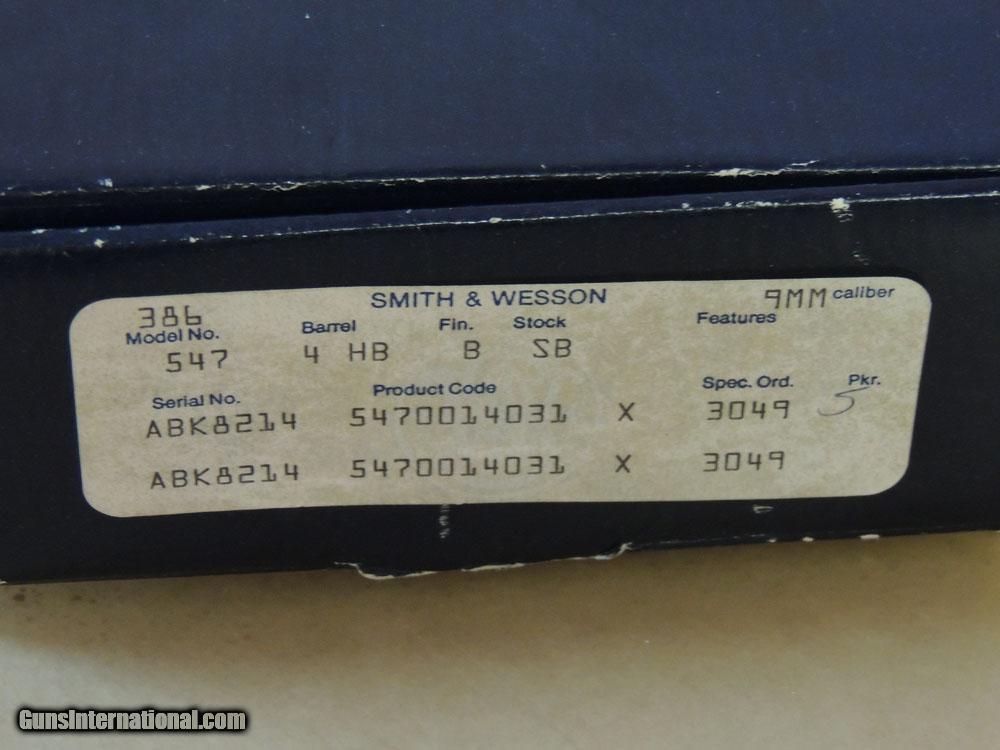 SMITH & WESSON
386 9MM caliber
Model No. Barrel Fin. Stock Features
547 4 HB B SB
Serial No. Product Code Spec. Ord. Pkr.
ABK8214 5470014031 X 3049 5
ABK8214 5470014031 X 3049
GunsInternational.com